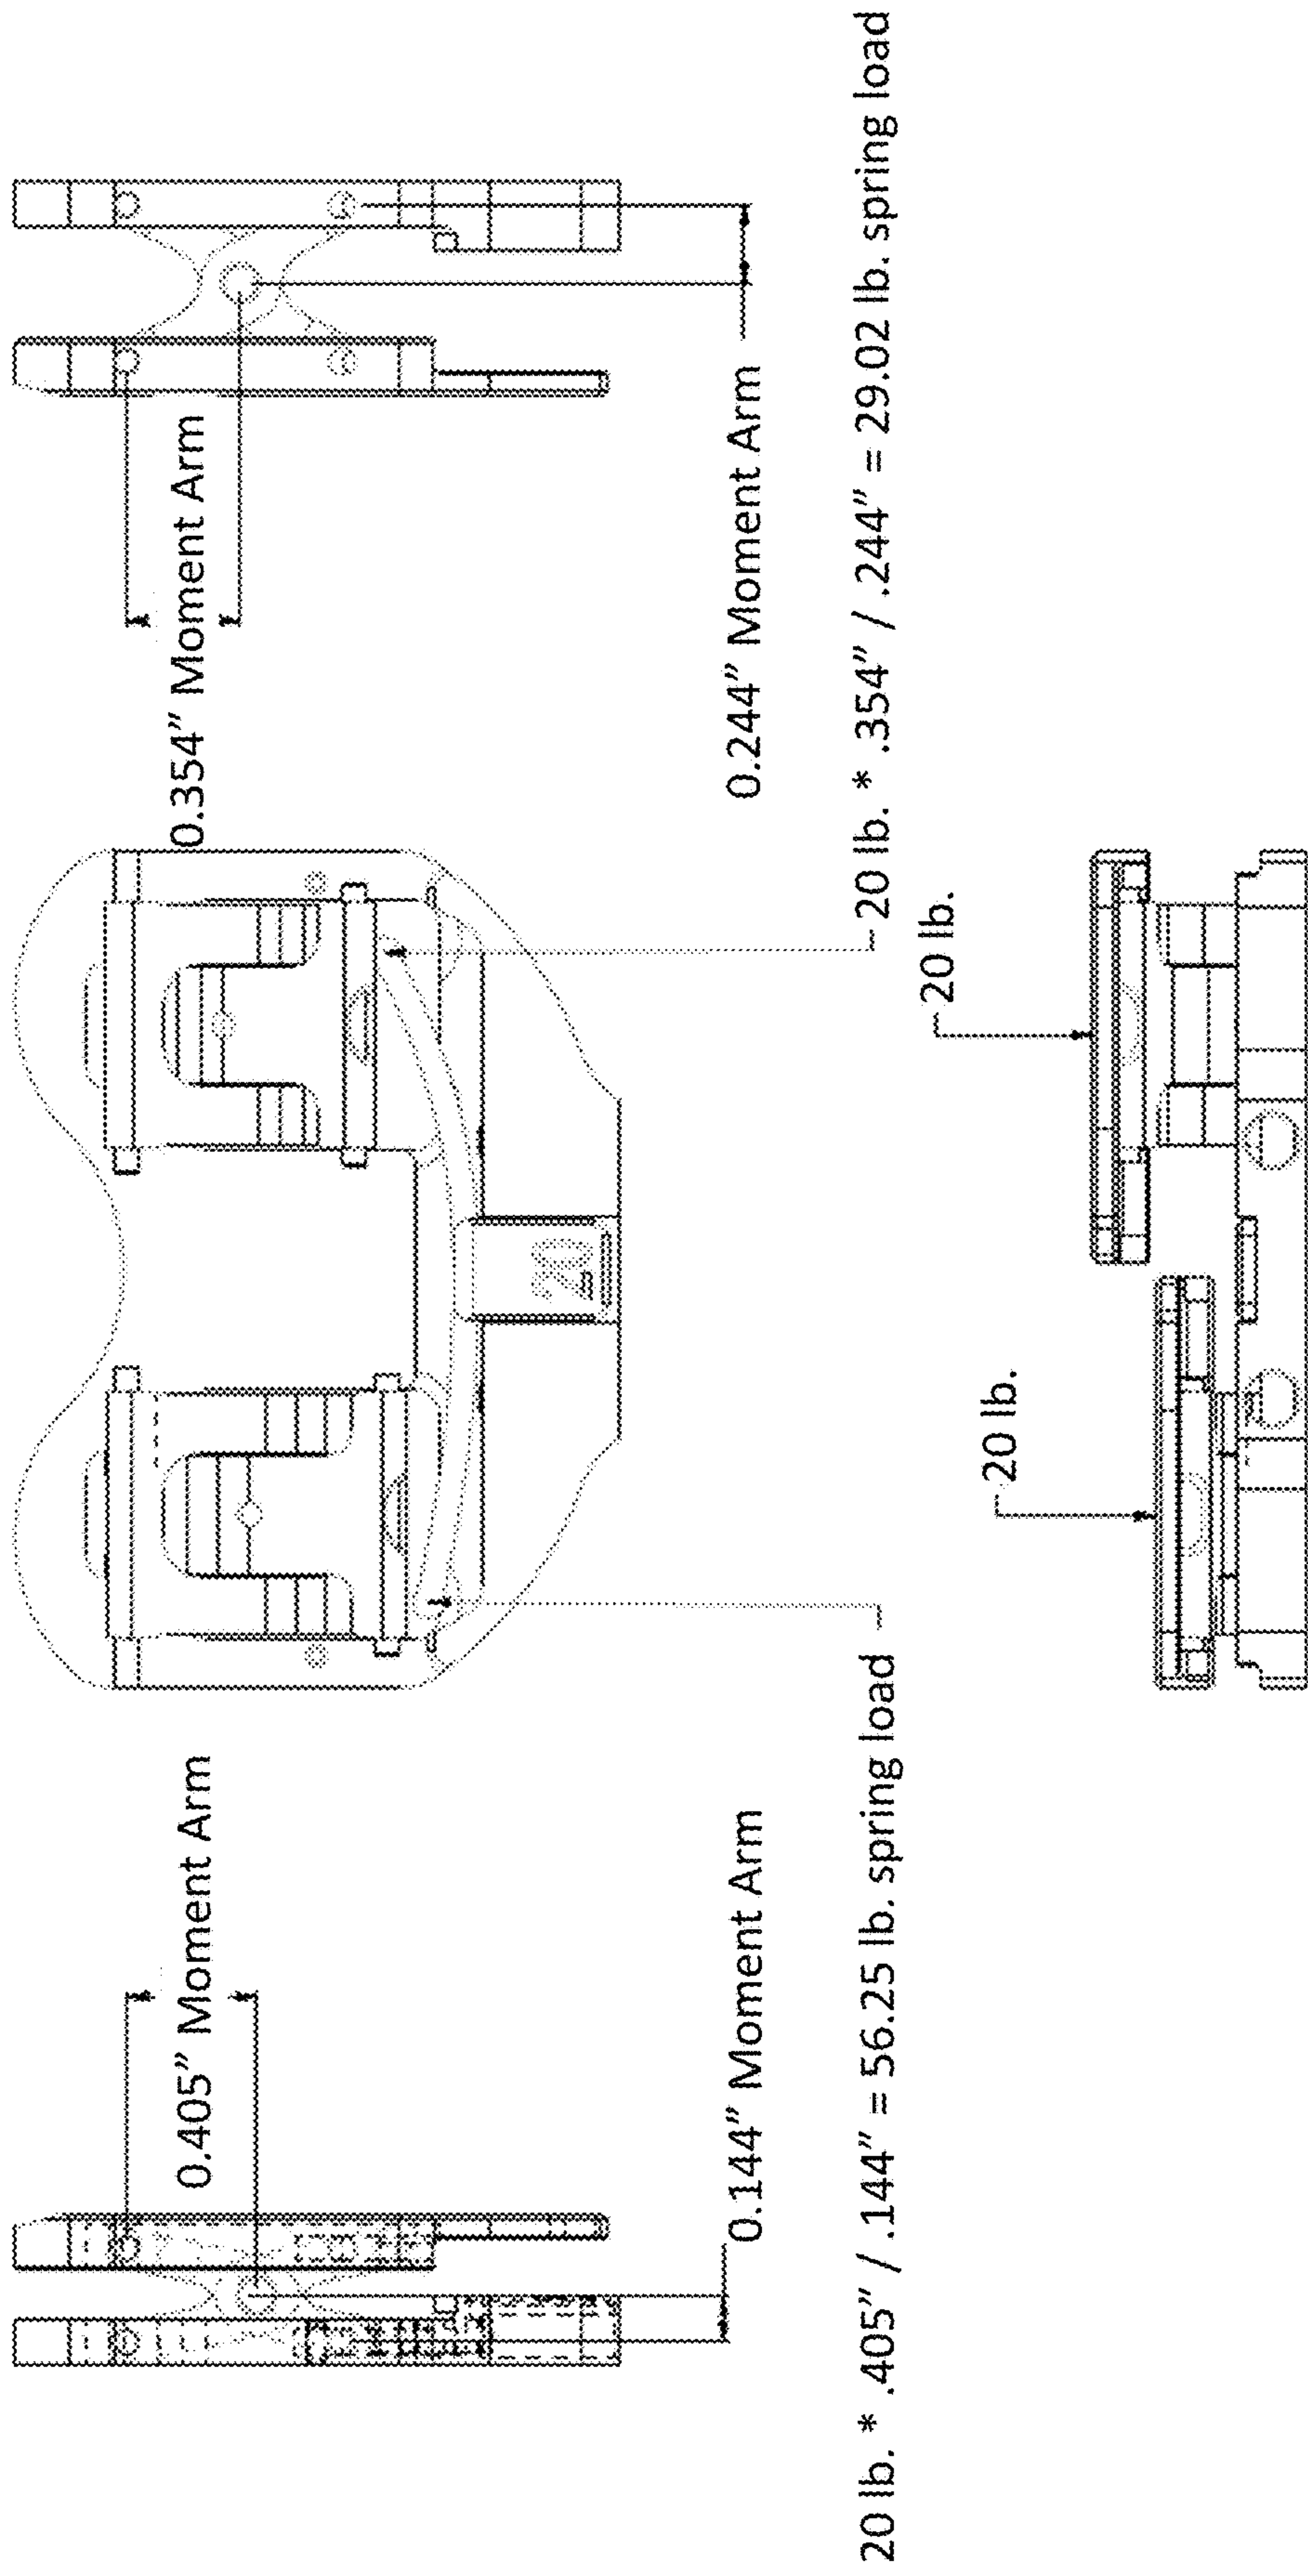 0.405” Moment Arm
0.354” Moment Arm
20
0.144” Moment Arm
0.244” Moment Arm
20 lb. * .405” / .144” = 56.25 lb. spring load
20 lb. * .354” / .244” = 29.02 lb. spring load
20 lb.
20 lb.